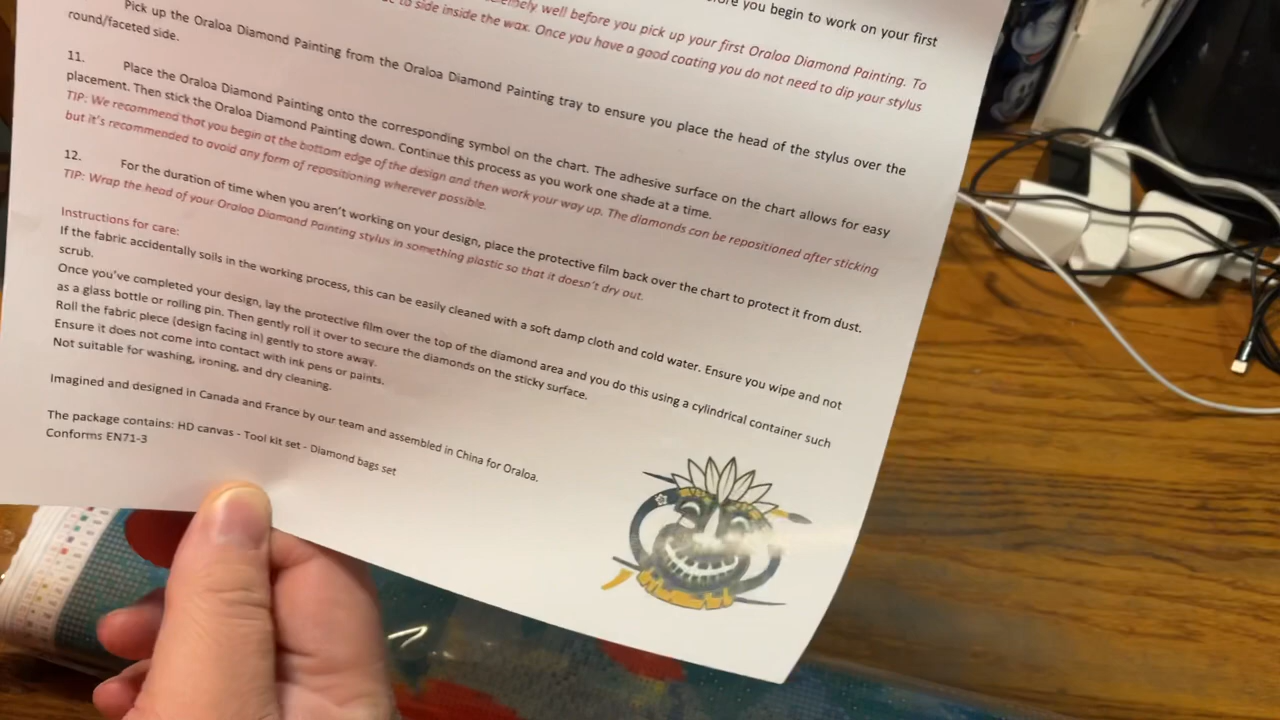 you begin to work on your first
well before you pick up your first Oraloa Diamond Painting. To
to side inside the wax. Once you have a good coating you do not need to dip your stylus
Pick up the Oraloa Diamond Painting from the Oraloa Diamond Painting tray to ensure you place the head of the stylus over the
round/faceted side.
11. Place the Oraloa Diamond Painting onto the corresponding symbol on the chart. The adhesive surface on the chart allows for easy
placement. Then stick the Oraloa Diamond Painting down. Continue this process as you work one shade at a time.
TIP: We recommend that you begin at the bottom edge of the design and then work your way up. The diamonds can be repositioned after sticking
but it's recommended to avoid any form of repositioning wherever possible.
12. For the duration of time when you aren't working on your design, place the protective film back over the chart to protect it from dust.
TIP: Wrap the head of your Oraloa Diamond Painting stylus in something plastic so that it doesn't dry out.
Instructions for care:
If the fabric accidentally soils in the working process, this can be easily cleaned with a soft damp cloth and cold water. Ensure you wipe and not
scrub.
Once you've completed your design, lay the protective film over the top of the diamond area and you do this using a cylindrical container such
as a glass bottle or rolling pin. Then gently roll it over to secure the diamonds on the sticky surface.
Roll the fabric piece (design facing in) gently to store away.
Ensure it does not come into contact with ink pens or paints.
Not suitable for washing, ironing, and dry cleaning.
Imagined and designed in Canada and France by our team and assembled in China for Oraloa.
The package contains: HD canvas - Tool kit set - Diamond bags set
Conforms EN71-3